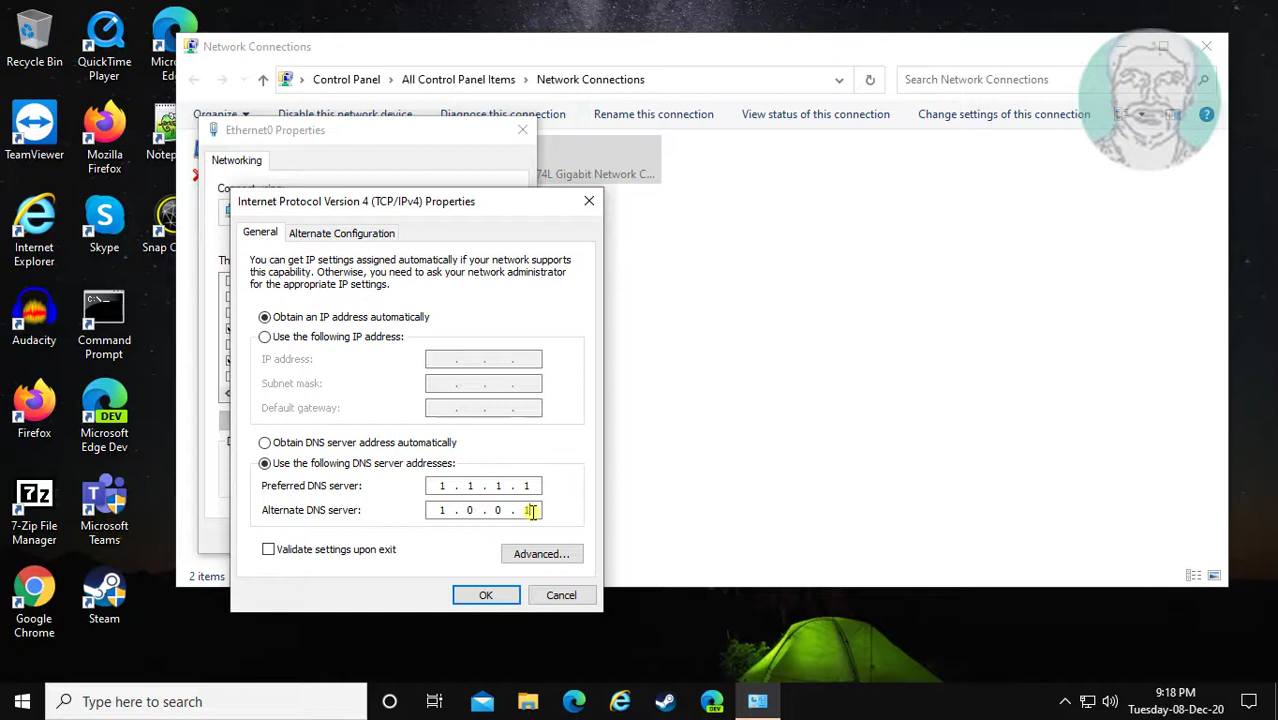 Recycle Bin
QuickTime Player
TeamViewer
Mozilla Firefox
Internet Explorer
Skype
Snap C
Audacity
Command Prompt
Firefox
Microsoft Edge Dev
7-Zip File Manager
Microsoft Teams
Google Chrome
Steam
Network Connections
Control Panel > All Control Panel Items > Network Connections
Search Network Connections
Organize
Disable this network device
Diagnose this connection
Rename this connection
View status of this connection
Change settings of this connection
Ethernet0 Properties
Networking
74L Gigabit Network C...
Internet Protocol Version 4 (TCP/IPv4) Properties
General
Alternate Configuration
You can get IP settings assigned automatically if your network supports
this capability. Otherwise, you need to ask your network administrator
for the appropriate IP settings.
Obtain an IP address automatically
Use the following IP address:
IP address:
Subnet mask:
Default gateway:
Obtain DNS server address automatically
Use the following DNS server addresses:
Preferred DNS server: 1 . 1 . 1 . 1
Alternate DNS server: 1 . 0 . 0 . 1
Validate settings upon exit
Advanced...
OK
Cancel
2 items
Type here to search
9:18 PM
Tuesday-08-Dec-20